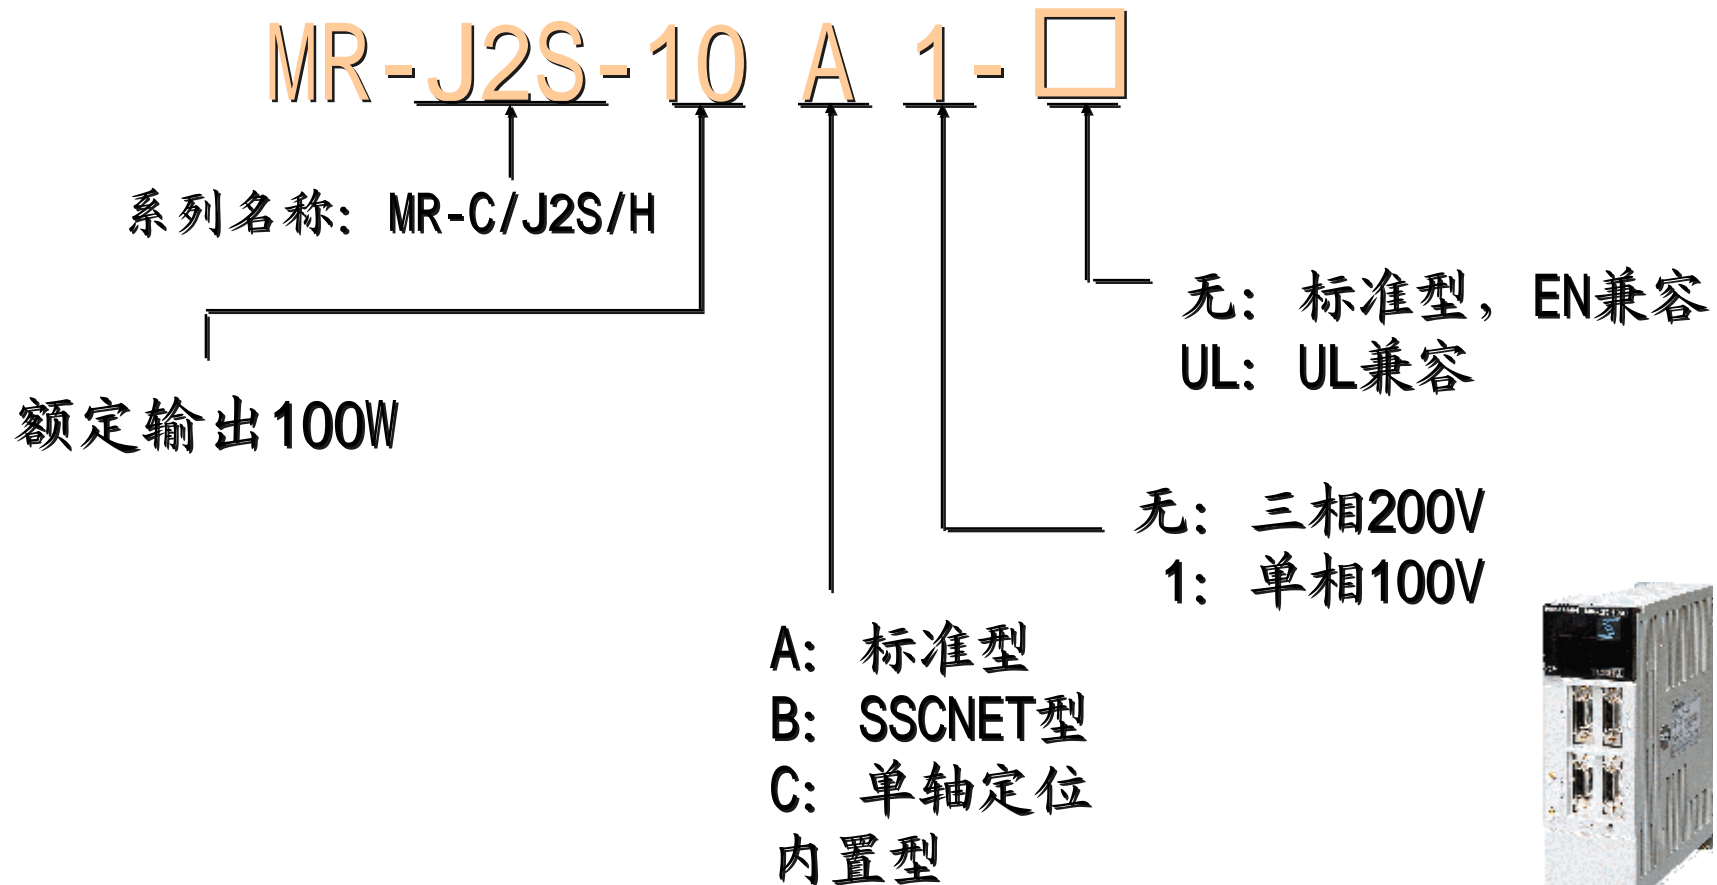 MR-J2S-10 A 1-□
系列名称：MR-C/J2S/H
无：标准型，EN兼容
UL：UL兼容
额定输出100W
无：三相200V
1：单相100V
A：标准型
B：SSCNET型
C：单轴定位
内置型